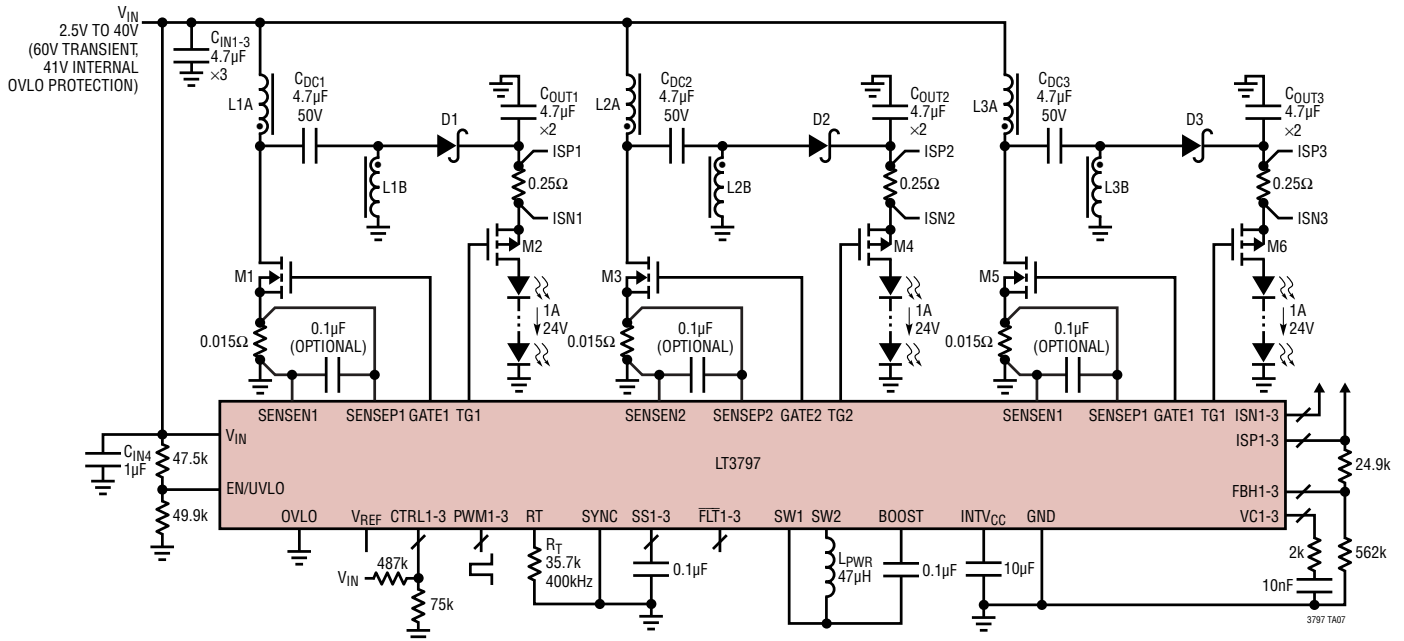 VIN
2.5V TO 40V
(60V TRANSIENT,
41V INTERNAL
OVLO PROTECTION)
CIN1-3
4.7µF
×3
L1A
CDC1
4.7µF
50V
D1
COUT1
4.7µF
×2
ISP1
0.25Ω
ISN1
L1B
M2
M1
0.015Ω
0.1µF
(OPTIONAL)
1A
24V
L2A
CDC2
4.7µF
50V
D2
COUT2
4.7µF
×2
ISP2
0.25Ω
ISN2
L2B
M4
M3
0.015Ω
0.1µF
(OPTIONAL)
1A
24V
L3A
CDC3
4.7µF
50V
D3
COUT3
4.7µF
×2
ISP3
0.25Ω
ISN3
L3B
M6
M5
0.015Ω
0.1µF
(OPTIONAL)
1A
24V
SENSEN1 SENSEP1 GATE1 TG1
SENSEN2 SENSEP2 GATE2 TG2
SENSEN1 SENSEP1 GATE1 TG1
ISN1-3
ISP1-3
FBH1-3
VC1-3
VIN
EN/UVLO
LT3797
CIN4
1µF
47.5k
49.9k
24.9k
562k
2k
10nF
OVLO VREF CTRL1-3 PWM1-3 RT SYNC SS1-3 FLT1-3 SW1 SW2 BOOST INTVCC GND
VIN
487k
75k
RT
35.7k
400kHz
0.1µF
LPWR
47µH
0.1µF
10µF
3797 TA07